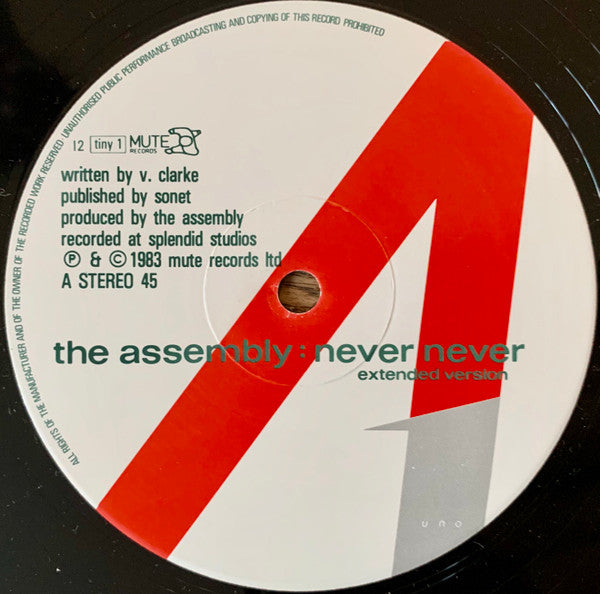 ALL RIGHTS OF THE MANUFACTURER AND OF THE OWNER OF THE RECORDED WORK RESERVED · UNAUTHORISED PUBLIC PERFORMANCE BROADCASTING AND COPYING OF THIS RECORD PROHIBITED
12 tiny 1 MUTE RECORDS
written by v. clarke
published by sonet
produced by the assembly
recorded at splendid studios
Ⓟ & © 1983 mute records ltd
A STEREO 45
the assembly : never never
extended version
uno